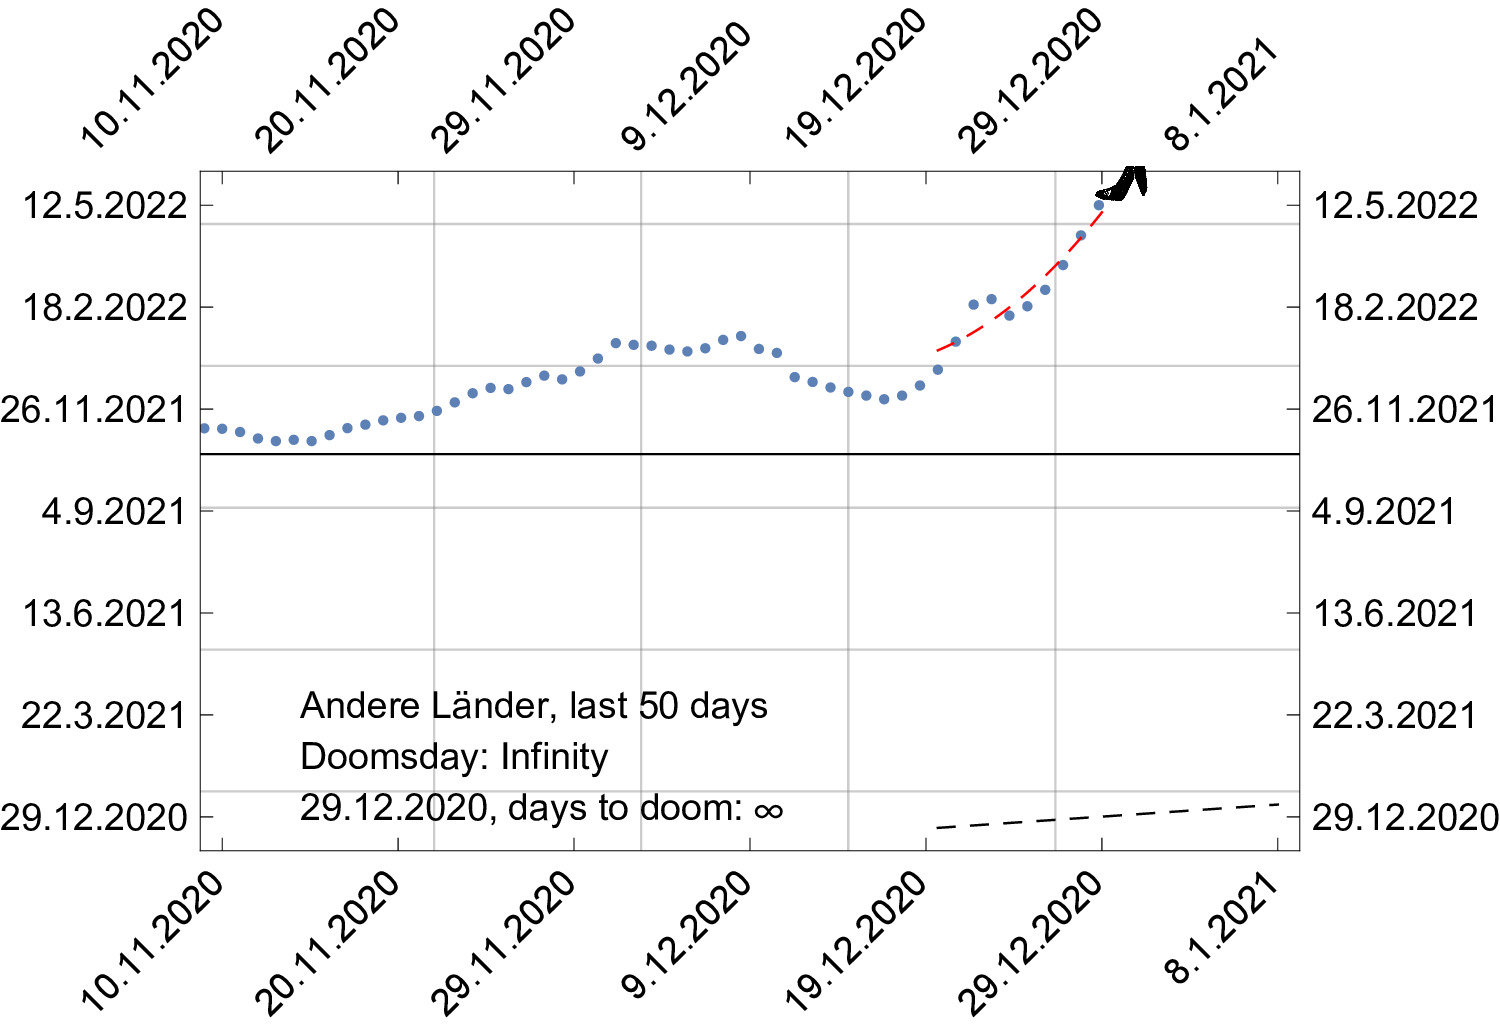 10.11.2020 20.11.2020 29.11.2020 9.12.2020 19.12.2020 29.12.2020 8.1.2021
12.5.2022 12.5.2022
18.2.2022 18.2.2022
26.11.2021 26.11.2021
4.9.2021 4.9.2021
13.6.2021 13.6.2021
22.3.2021 22.3.2021
Andere Länder, last 50 days
Doomsday: Infinity
29.12.2020, days to doom: ∞
29.12.2020 29.12.2020
10.11.2020 20.11.2020 29.11.2020 9.12.2020 19.12.2020 29.12.2020 8.1.2021